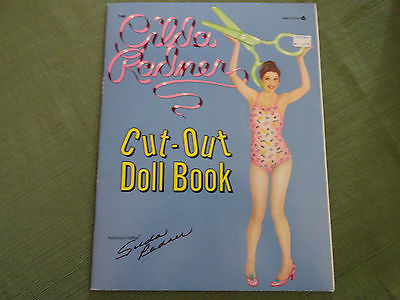 THE
Gilda
Radner
Cut-Out
Doll Book
Gilda
Radner